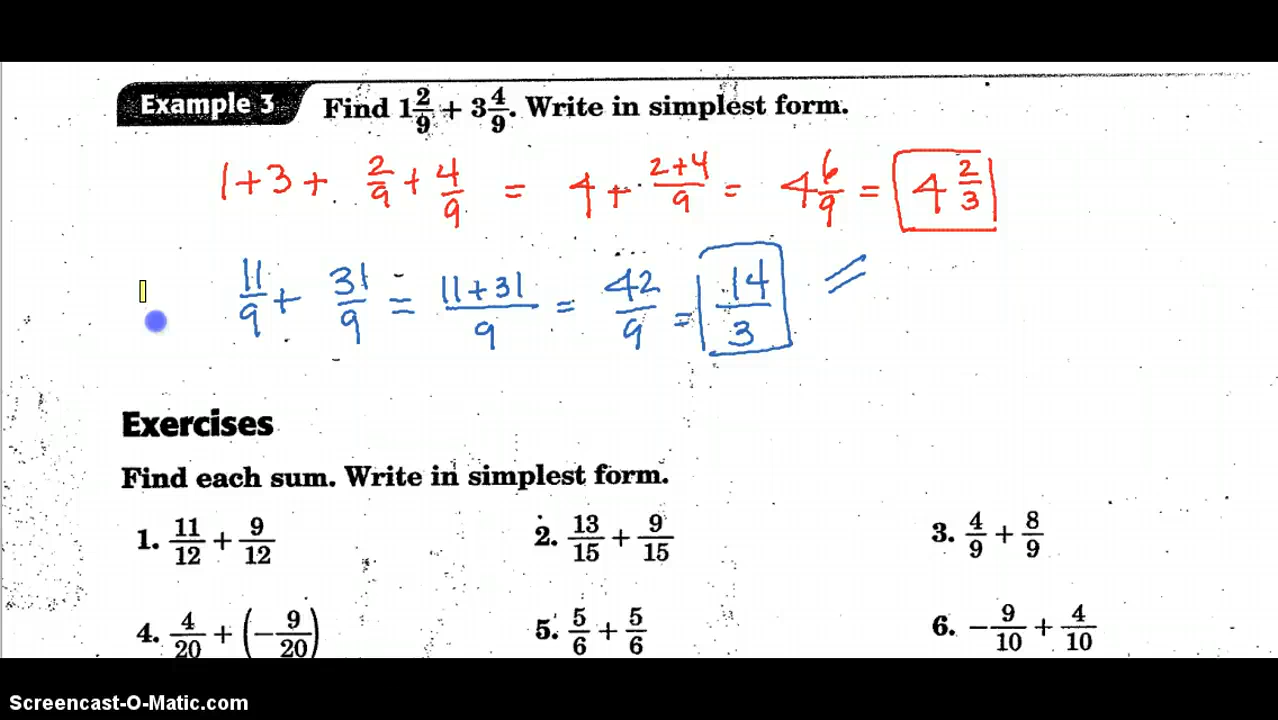 Example 3 Find 1 2/9 + 3 4/9. Write in simplest form.
1+3+ 2/9 + 4/9 = 4 + (2+4)/9 = 4 6/9 = 4 2/3
11/9 + 31/9 = (11+31)/9 = 42/9 = 14/3
Exercises
Find each sum. Write in simplest form.
1. 11/12 + 9/12 2. 13/15 + 9/15 3. 4/9 + 8/9
4. 4/20 + (-9/20) 5. 5/6 + 5/6 6. -9/10 + 4/10
Screencast-O-Matic.com